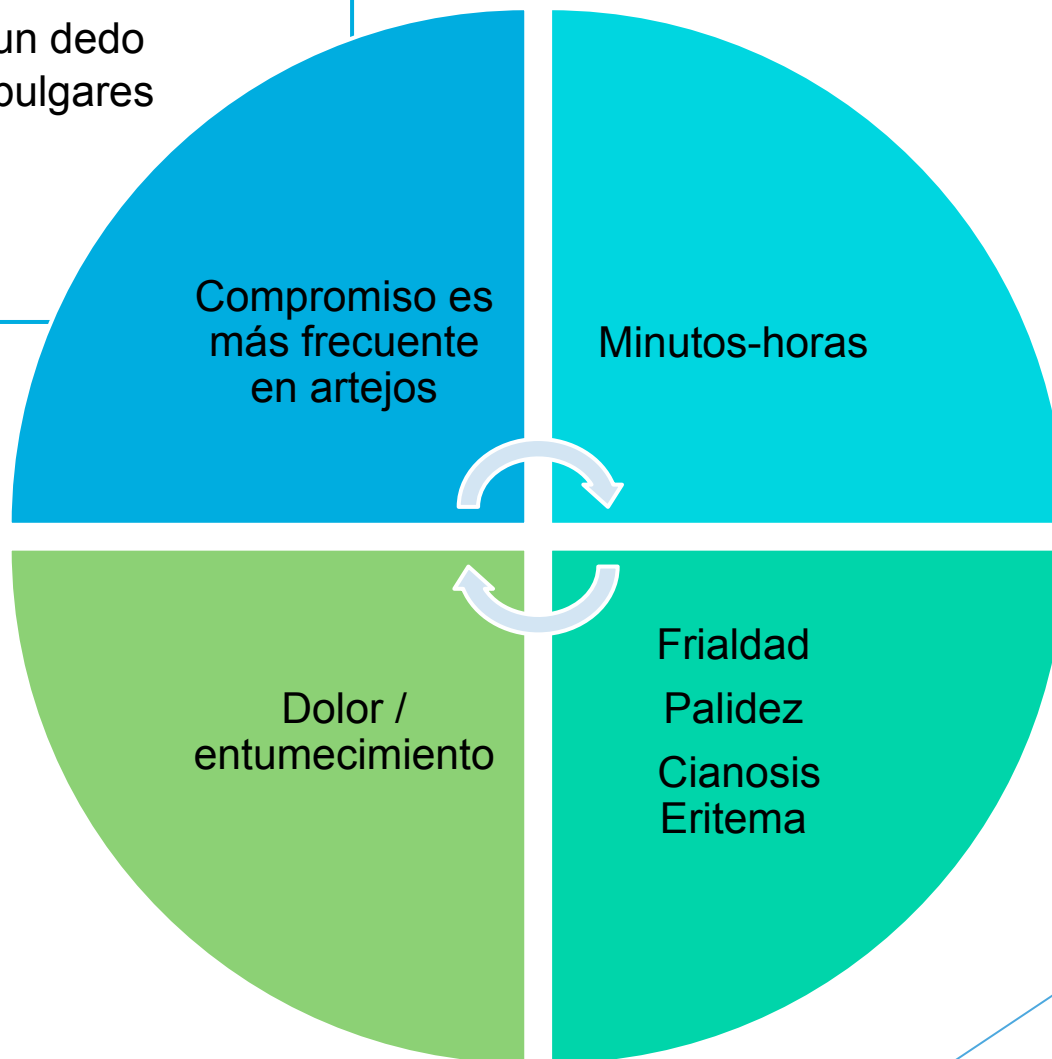 un dedo
pulgares
Compromiso es
más frecuente
en artejos
Minutos-horas
Dolor /
entumecimiento
Frialdad
Palidez
Cianosis
Eritema